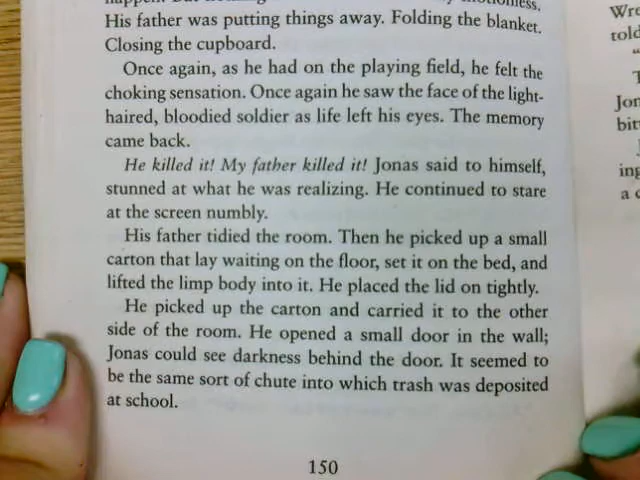 His father was putting things away. Folding the blanket.
Closing the cupboard.
Once again, as he had on the playing field, he felt the
choking sensation. Once again he saw the face of the light-
haired, bloodied soldier as life left his eyes. The memory
came back.
He killed it! My father killed it! Jonas said to himself,
stunned at what he was realizing. He continued to stare
at the screen numbly.
His father tidied the room. Then he picked up a small
carton that lay waiting on the floor, set it on the bed, and
lifted the limp body into it. He placed the lid on tightly.
He picked up the carton and carried it to the other
side of the room. He opened a small door in the wall;
Jonas could see darkness behind the door. It seemed to
be the same sort of chute into which trash was deposited
at school.
150
told